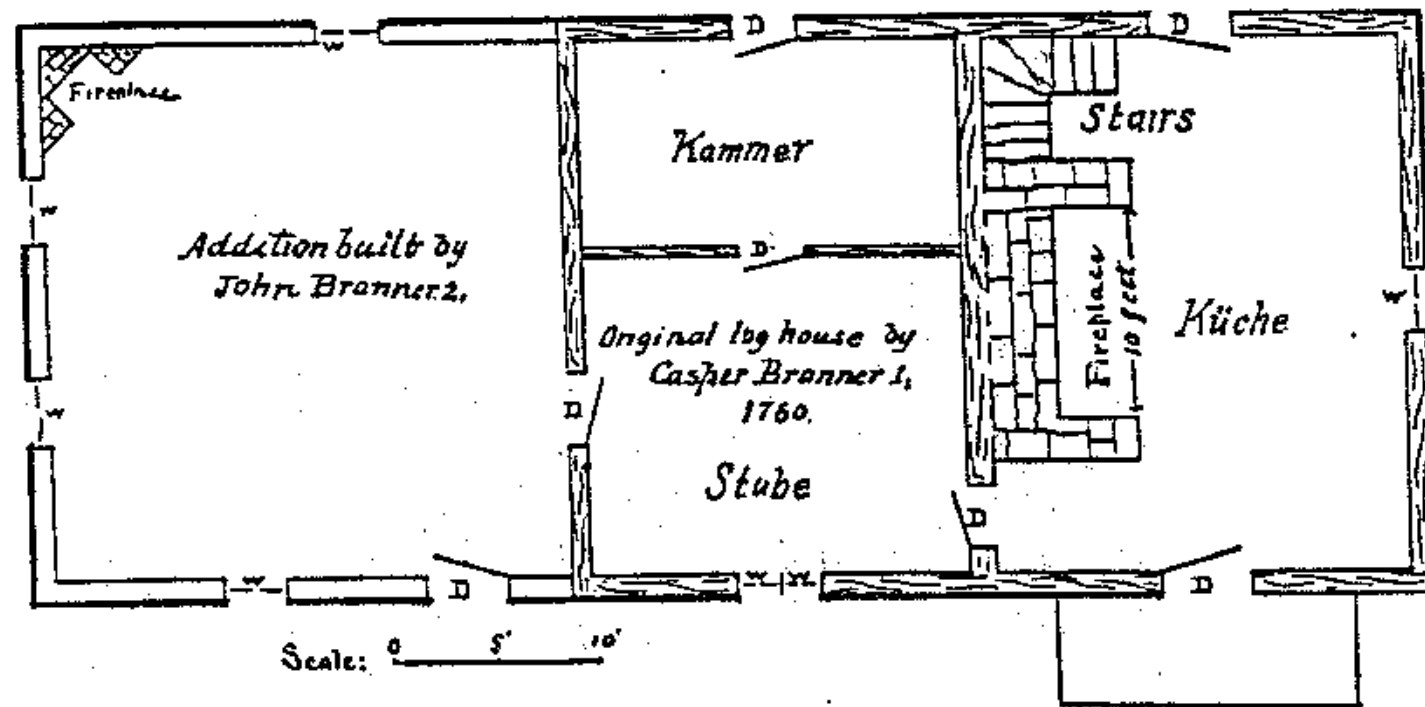 D
D
W
Fireplace
Stairs
Kammer
W
Addition built by
John Branner 2,
D
Fireplace
10 feet
Küche
W
Original log house by
Casper Branner 1,
1760.
D
W
Stube
D
W
D
W W
D
Scale: 0 5' 10'